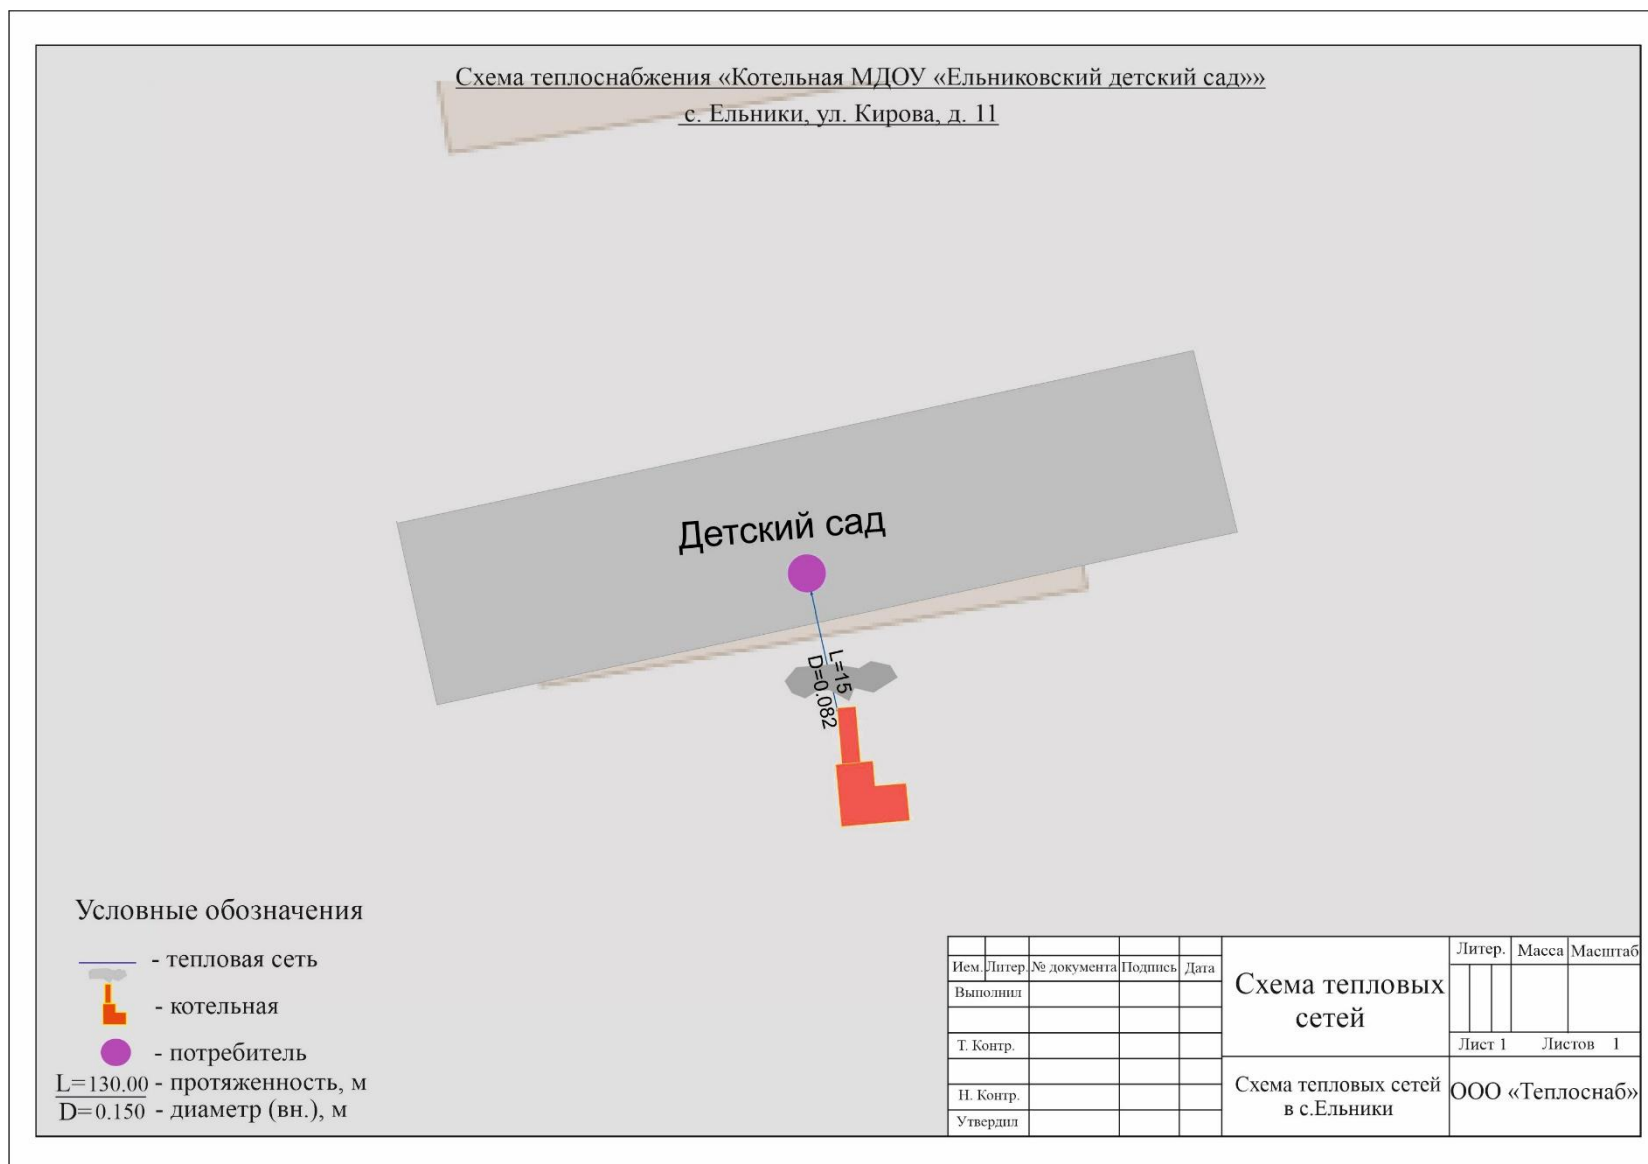 Схема теплоснабжения «Котельная МДОУ «Ельниковский детский сад»»
с. Ельники, ул. Кирова, д. 11
Детский сад
L=15
D=0.082
Условные обозначения
- тепловая сеть
- котельная
- потребитель
L=130.00 - протяженность, м
D=0.150 - диаметр (вн.), м
Ием. Литер. № документа Подпись Дата
Выполнил
Т. Контр.
Н. Контр.
Утвердил
Схема тепловых
сетей
Схема тепловых сетей
в с.Ельники
Литер. Масса Масштаб
Лист 1 Листов 1
ООО «Теплоснаб»